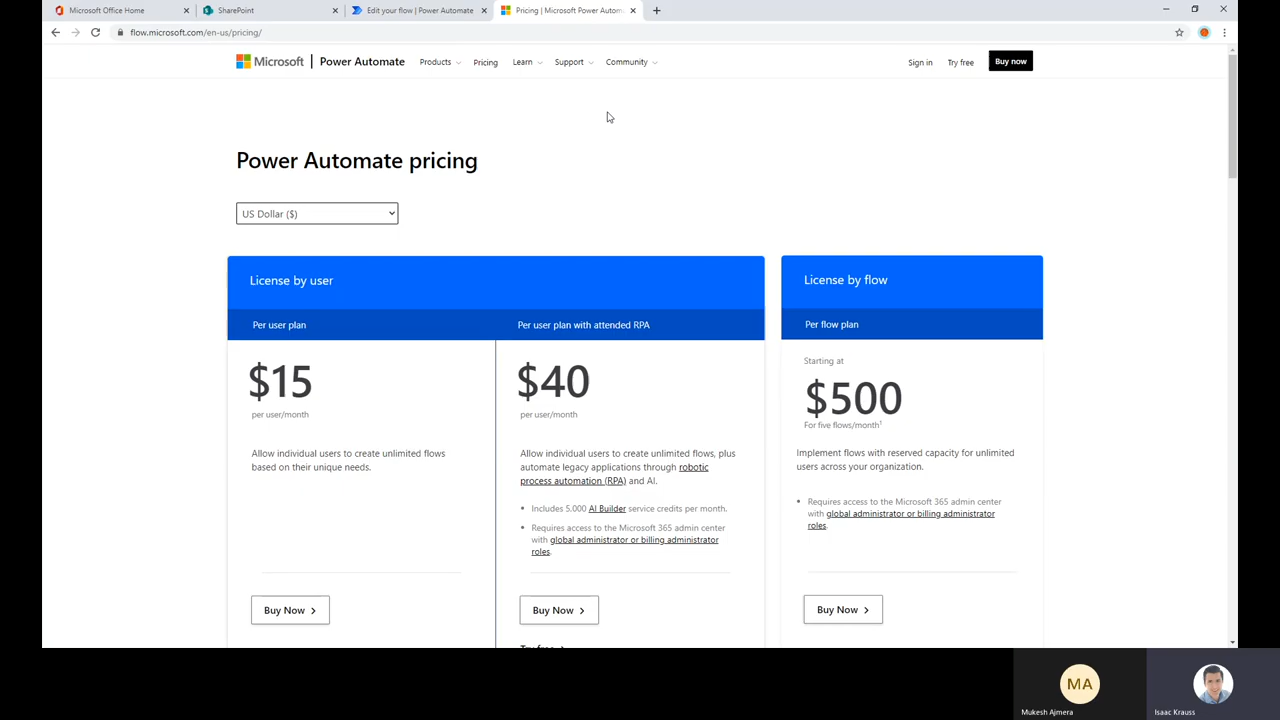 Microsoft Office Home
SharePoint
Edit your flow | Power Automate
Pricing | Microsoft Power Autom
flow.microsoft.com/en-us/pricing/
Microsoft | Power Automate
Products
Pricing
Learn
Support
Community
Sign in
Try free
Buy now
Power Automate pricing
US Dollar ($)
License by user
Per user plan
Per user plan with attended RPA
$15
per user/month
Allow individual users to create unlimited flows
based on their unique needs.
Buy Now
$40
per user/month
Allow individual users to create unlimited flows, plus
automate legacy applications through robotic
process automation (RPA) and AI.
• Includes 5,000 AI Builder service credits per month.
• Requires access to the Microsoft 365 admin center
with global administrator or billing administrator
roles.
Buy Now
Try free
License by flow
Per flow plan
Starting at
$500
For five flows/month1
Implement flows with reserved capacity for unlimited
users across your organization.
• Requires access to the Microsoft 365 admin center
with global administrator or billing administrator
roles.
Buy Now
MA
Mukesh Ajmera
Isaac Krauss